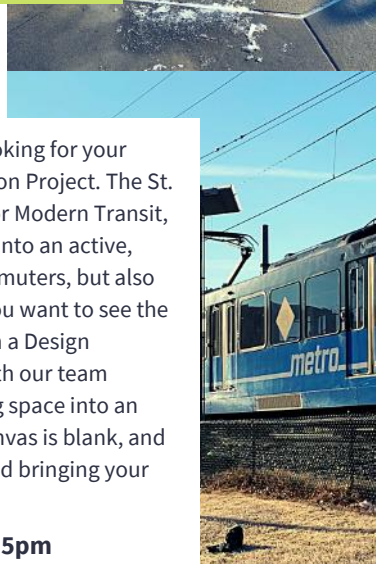 oking for your
on Project. The St.
r Modern Transit,
nto an active,
muters, but also
ou want to see the
a Design
th our team
g space into an
nvas is blank, and
d bringing your
5pm
metro